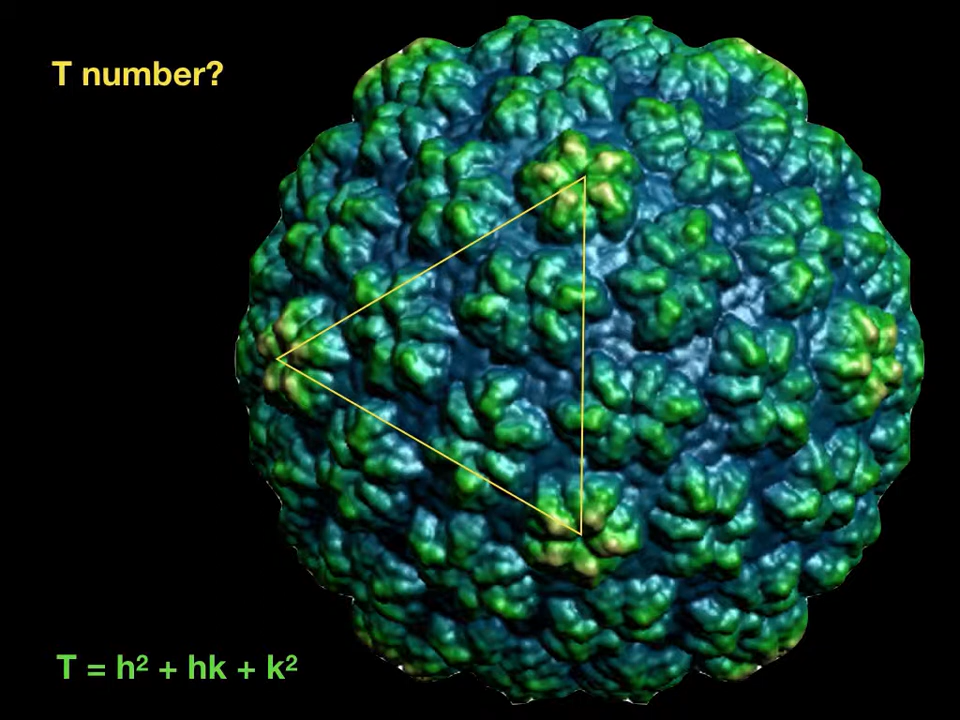 T number?
T = h² + hk + k²